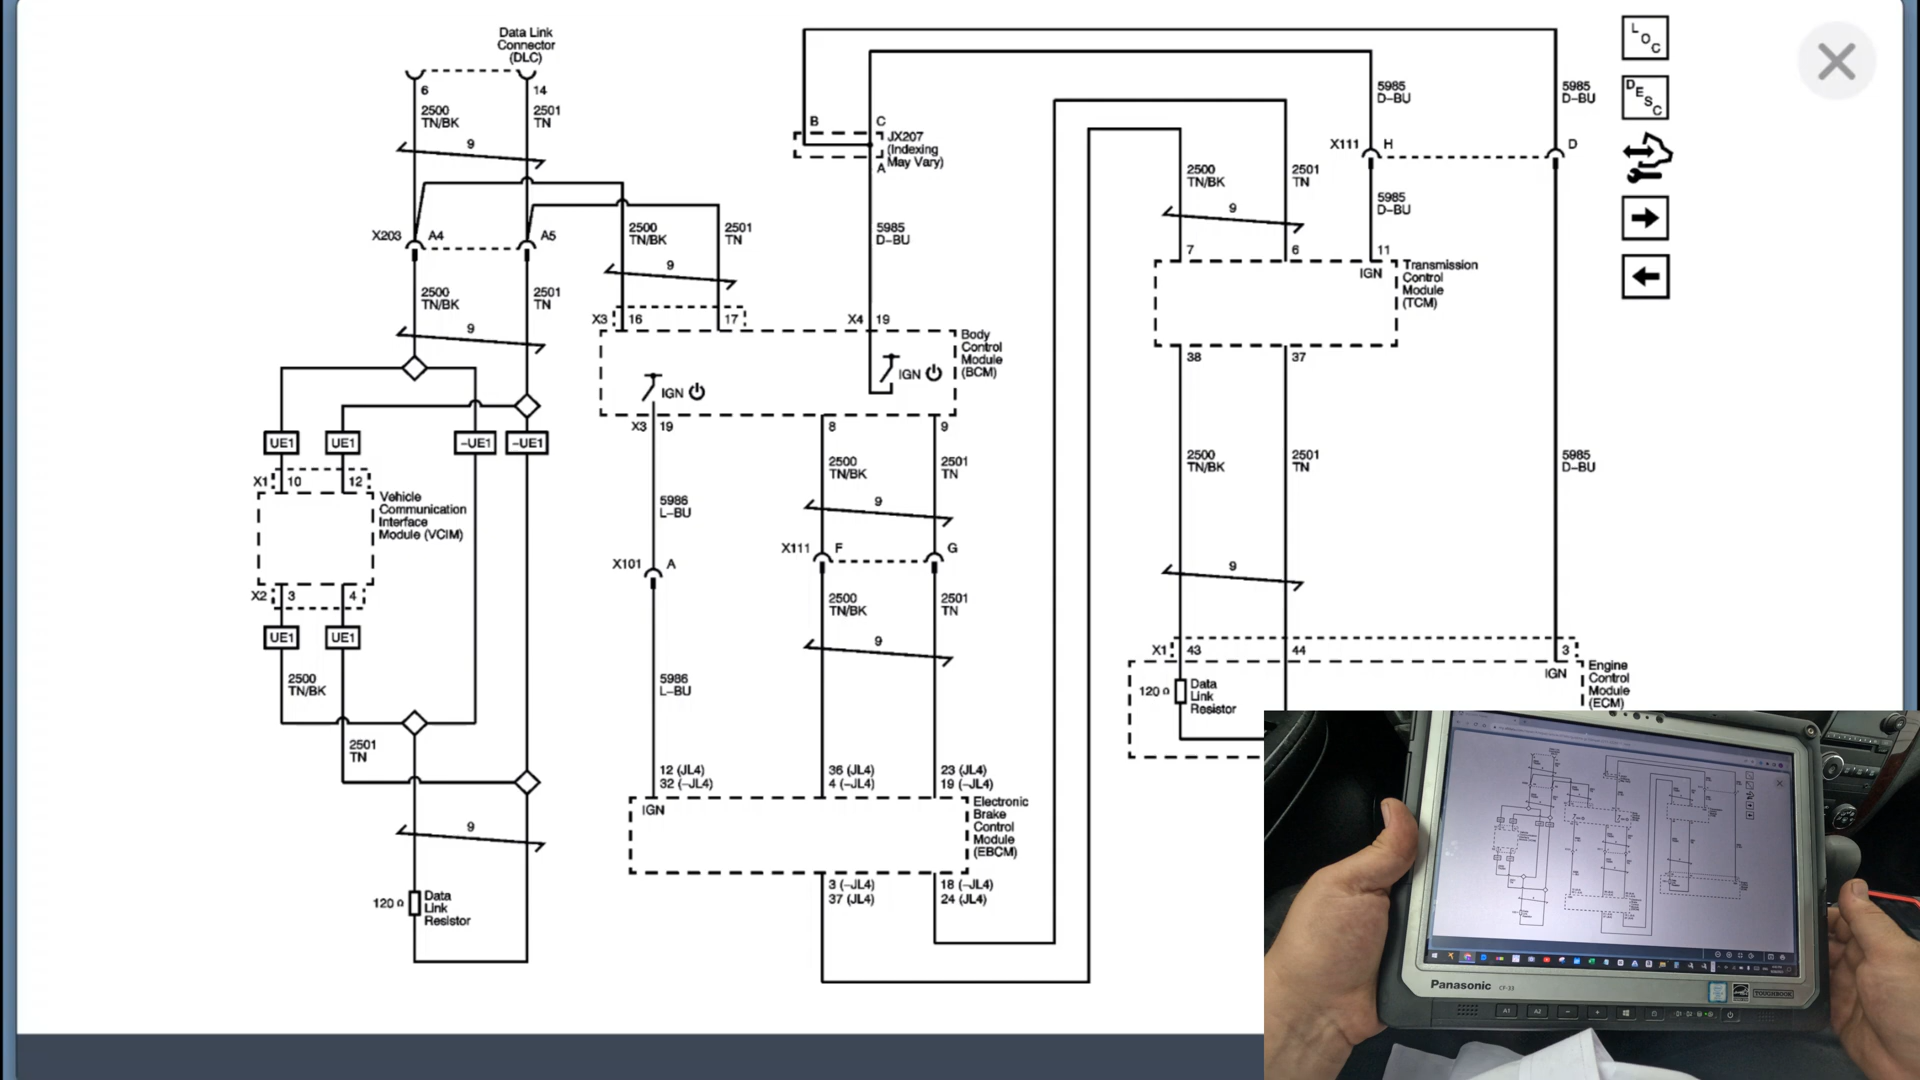 Data Link
Connector
(DLC)
6
14
2500
TN/BK
2501
TN
9
X203
A4
A5
2500
TN/BK
2501
TN
9
2500
TN/BK
2501
TN
9
UE1
UE1
-UE1
-UE1
X1
10
12
Vehicle
Communication
Interface
Module (VCIM)
X2
3
4
UE1
UE1
2500
TN/BK
2501
TN
9
120 Ω
Data
Link
Resistor
B
C
JX207
(Indexing
May Vary)
A
5985
D-BU
X3
16
17
X4
19
Body
Control
Module
(BCM)
IGN
IGN
X3
19
8
9
5986
L-BU
2500
TN/BK
2501
TN
9
X101
A
X111
F
G
2500
TN/BK
2501
TN
9
5986
L-BU
12 (JL4)
32 (-JL4)
36 (JL4)
4 (-JL4)
23 (JL4)
19 (-JL4)
IGN
Electronic
Brake
Control
Module
(EBCM)
3 (-JL4)
37 (JL4)
18 (-JL4)
24 (JL4)
5985
D-BU
5985
D-BU
X111
H
D
2500
TN/BK
2501
TN
5985
D-BU
9
7
6
11
IGN
Transmission
Control
Module
(TCM)
38
37
2500
TN/BK
2501
TN
5985
D-BU
9
X1
43
44
3
IGN
Engine
Control
Module
(ECM)
120 Ω
Data
Link
Resistor
LOC
DESC
Panasonic
CF-33
TOUGHBOOK
A1
A2